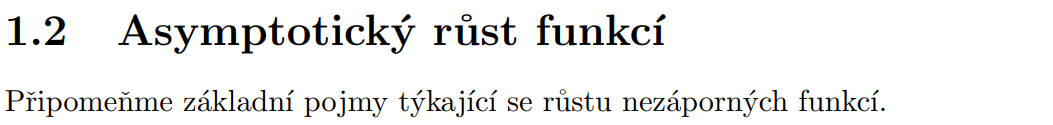 1.2 Asymptotický růst funkcí
Připomeňme základní pojmy týkající se růstu nezáporných funkcí.